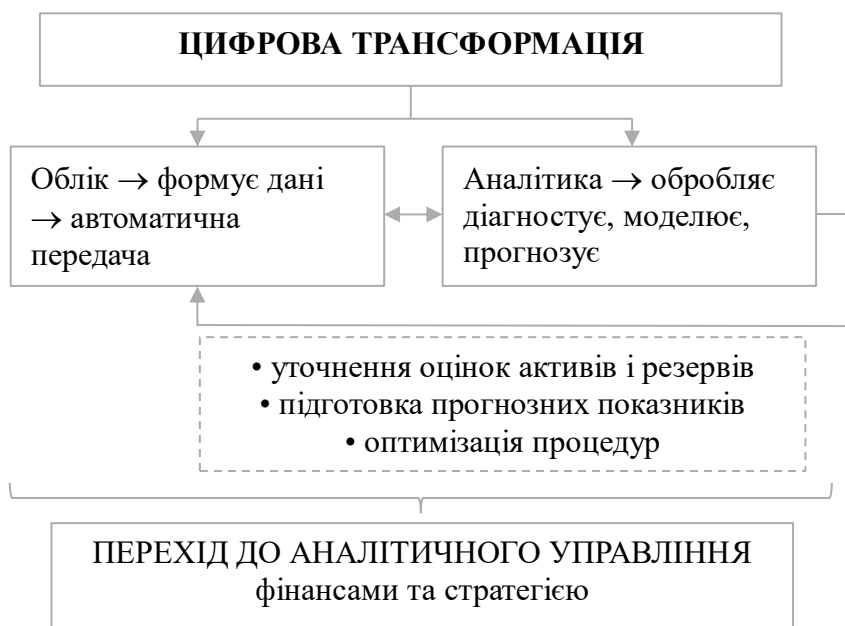 ЦИФРОВА ТРАНСФОРМАЦІЯ
Облік → формує дані
→ автоматична
передача
Аналітика → обробляє
діагностує, моделює,
прогнозує
• уточнення оцінок активів і резервів
• підготовка прогнозних показників
• оптимізація процедур
ПЕРЕХІД ДО АНАЛІТИЧНОГО УПРАВЛІННЯ
фінансами та стратегією